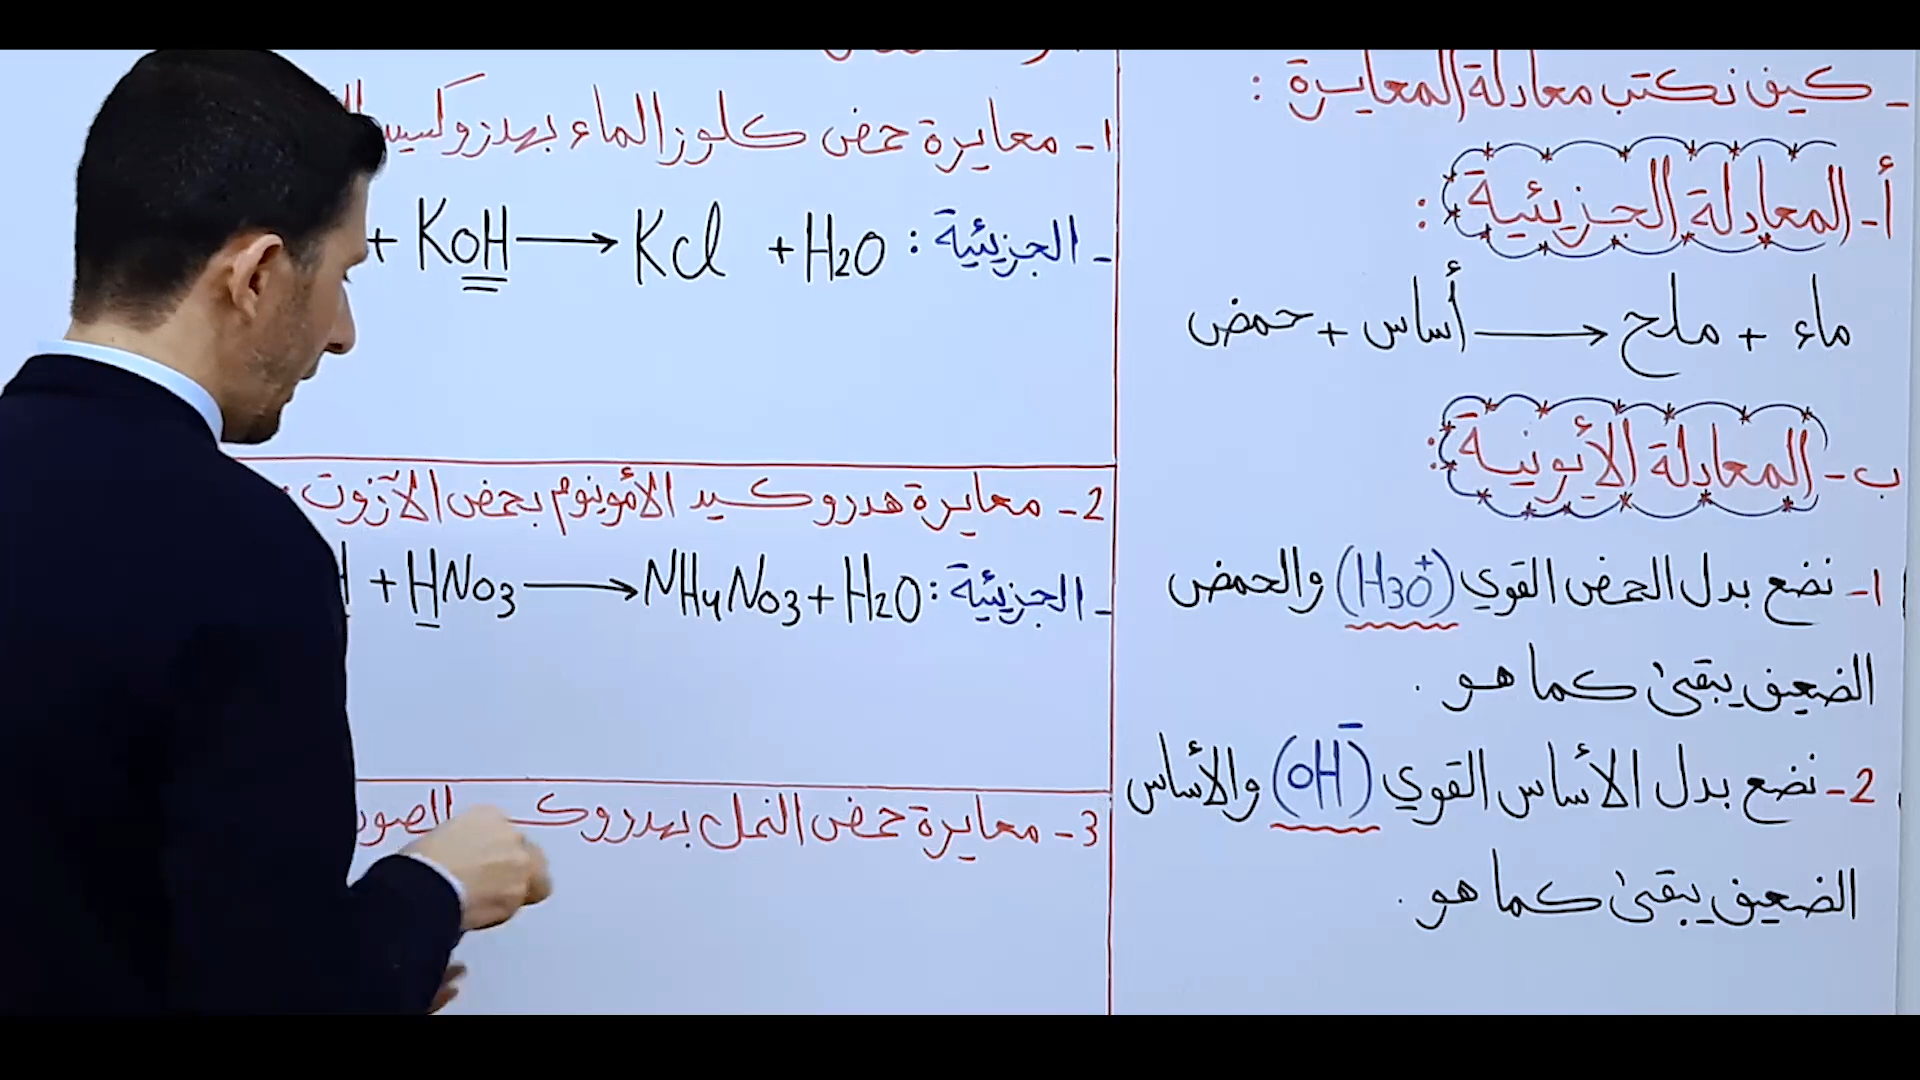 - كيف نكتب معادلة المعايرة :
أ- المعادلة الجزيئية :
حمض + أساس ⟶ ملح + ماء
ب- المعادلة الأيونية :
1- نضع بدل الحمض القوي (H3O+) والحمض
الضعيف يبقى كما هو .
2- نضع بدل الأساس القوي (OH−) والأساس
الضعيف يبقى كما هو .
1- معايرة حمض كلور الماء بهدروكسيد
- الجزيئية : + KOH ⟶ KCl + H2O
2- معايرة هدروكسيد الأمونيوم بحمض الآزوت
- الجزيئية : + HNO3 ⟶ NH4NO3 + H2O
3- معايرة حمض النمل